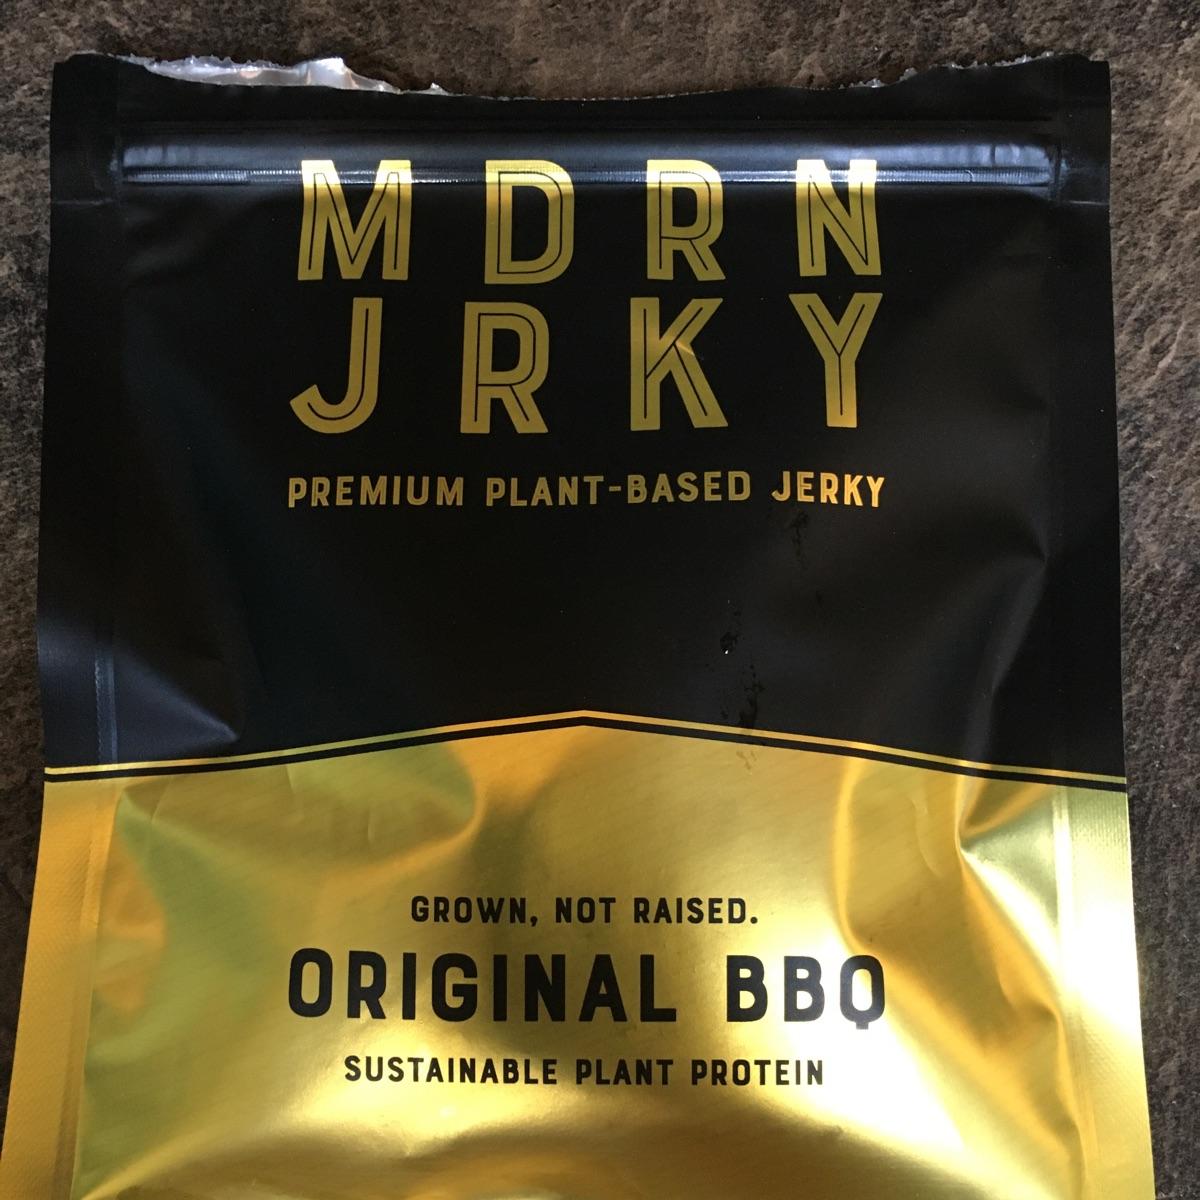 MDRN
JRKY
PREMIUM PLANT-BASED JERKY
GROWN, NOT RAISED.
ORIGINAL BBQ
SUSTAINABLE PLANT PROTEIN